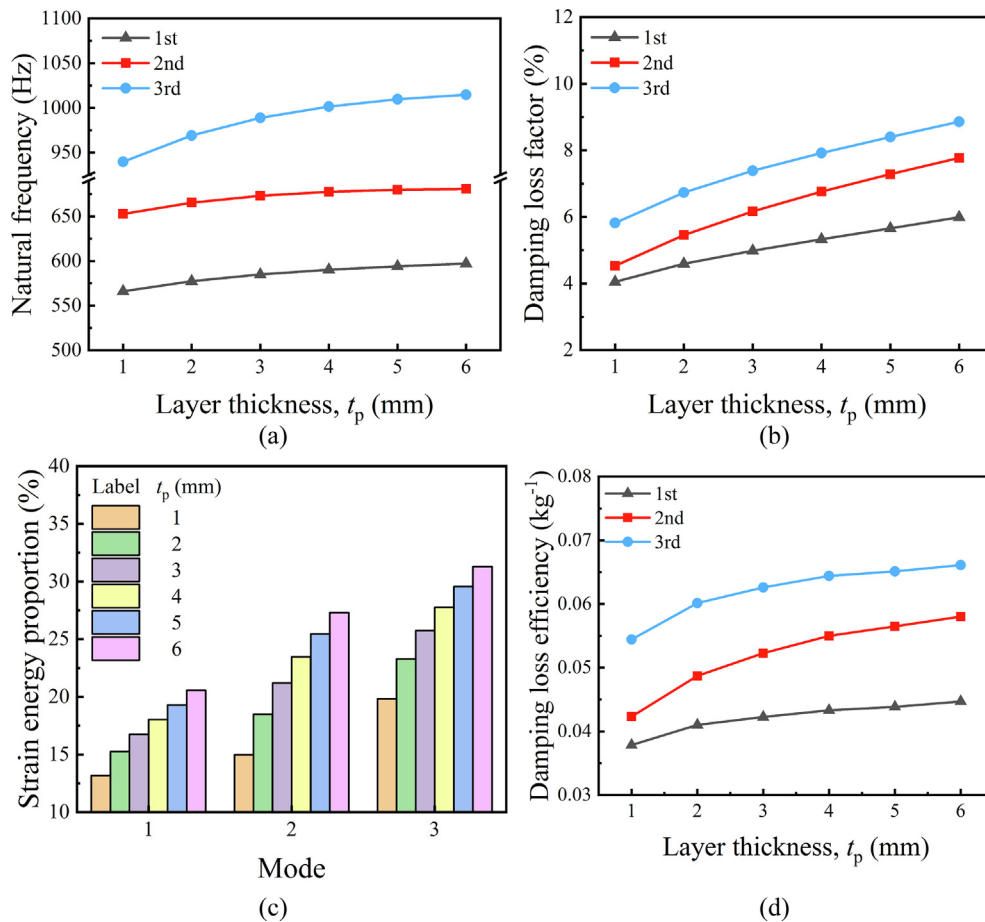 1100
1050
1000
950
650
600
550
500
Natural frequency (Hz)
1st
2nd
3rd
1 2 3 4 5 6
Layer thickness, tp (mm)
(a)
12
10
8
6
4
2
Damping loss factor (%)
1st
2nd
3rd
1 2 3 4 5 6
Layer thickness, tp (mm)
(b)
40
35
30
25
20
15
10
Strain energy proportion (%)
Label tp (mm)
1
2
3
4
5
6
1 2 3
Mode
(c)
0.08
0.07
0.06
0.05
0.04
0.03
Damping loss efficiency (kg⁻¹)
1st
2nd
3rd
1 2 3 4 5 6
Layer thickness, tp (mm)
(d)